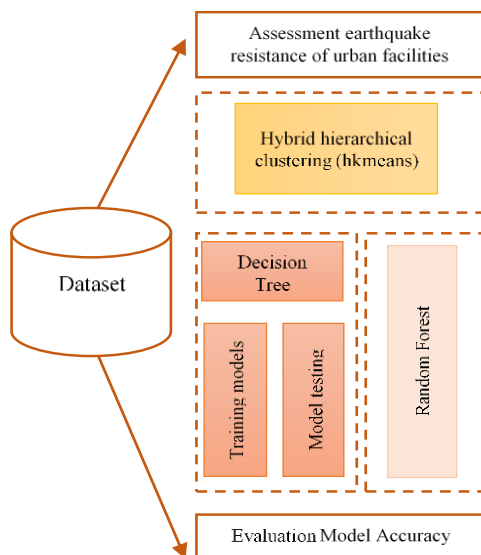 Assessment earthquake
resistance of urban facilities
Hybrid hierarchical
clustering (hkmeans)
Dataset
Decision
Tree
Training models
Model testing
Random Forest
Evaluation Model Accuracy